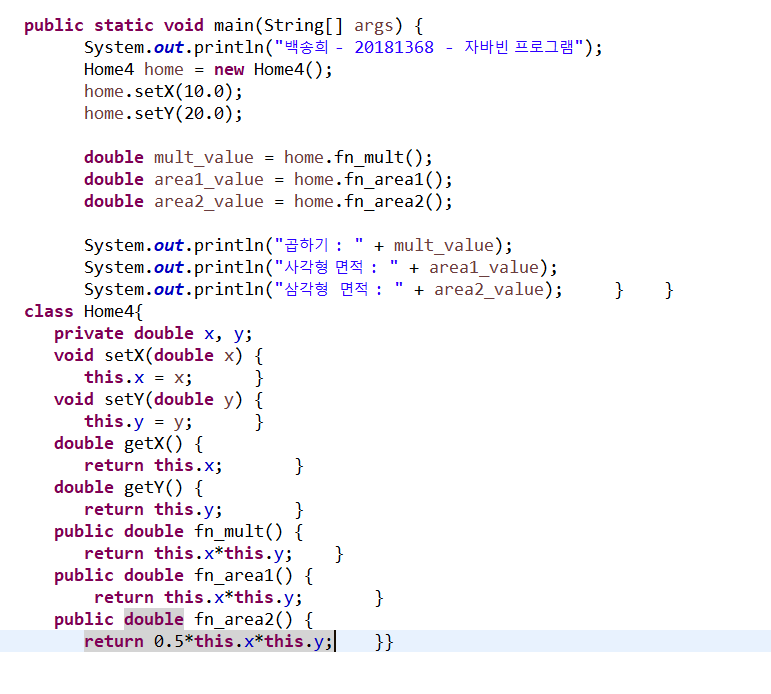 public static void main(String[] args) {
System.out.println("백송희 - 20181368 - 자바빈 프로그램");
Home4 home = new Home4();
home.setX(10.0);
home.setY(20.0);
double mult_value = home.fn_mult();
double area1_value = home.fn_area1();
double area2_value = home.fn_area2();
System.out.println("곱하기 : " + mult_value);
System.out.println("사각형 면적 : " + area1_value);
System.out.println("삼각형  면적 : " + area2_value);     }    }
class Home4{
private double x, y;
void setX(double x) {
this.x = x;      }
void setY(double y) {
this.y = y;      }
double getX() {
return this.x;       }
double getY() {
return this.y;       }
public double fn_mult() {
return this.x*this.y;    }
public double fn_area1() {
return this.x*this.y;       }
public double fn_area2() {
return 0.5*this.x*this.y;    }}